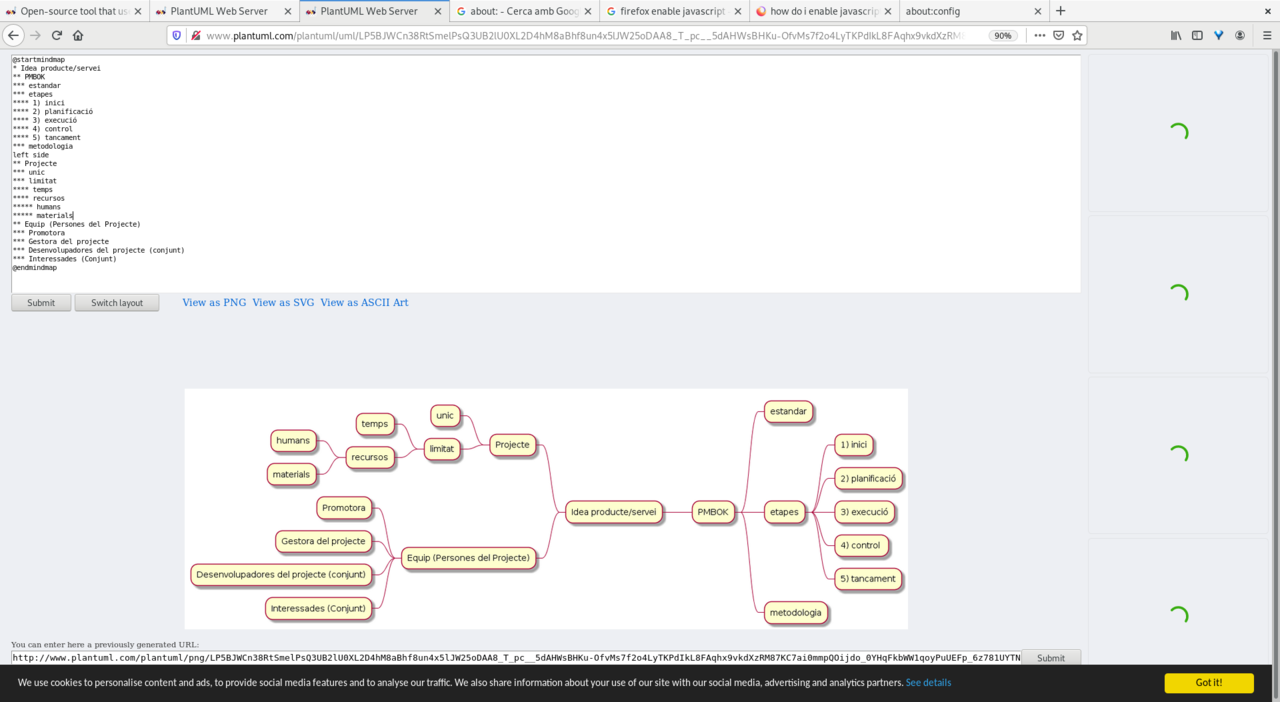 Open-source tool that us
PlantUML Web Server
PlantUML Web Server
about: - Cerca amb Goog
firefox enable javascript
how do i enable javascrip
about:config
www.plantuml.com/plantuml/uml/
90%
@startmindmap
* Idea producte/servei
** PMBOK
*** estandar
*** etapes
**** 1) inici
**** 2) planificació
**** 3) execució
**** 4) control
**** 5) tancament
*** metodologia
left side
** Projecte
*** unic
*** limitat
**** temps
**** recursos
***** humans
***** materials
** Equip (Persones del Projecte)
*** Promotora
*** Gestora del projecte
*** Desenvolupadores del projecte (conjunt)
*** Interessades (Conjunt)
@endmindmap
Submit Switch layout View as PNG View as SVG View as ASCII Art
unic
temps
humans
recursos
limitat
Projecte
materials
Promotora
Gestora del projecte
Equip (Persones del Projecte)
Desenvolupadores del projecte (conjunt)
Interessades (Conjunt)
Idea producte/servei
PMBOK
estandar
etapes
1) inici
2) planificació
3) execució
4) control
5) tancament
metodologia
You can enter here a previously generated URL:
http://www.plantuml.com/plantuml/png/
Submit
We use cookies to personalise content and ads, to provide social media features and to analyse our traffic. We also share information about your use of our site with our social media, advertising and analytics partners. See details
Got it!